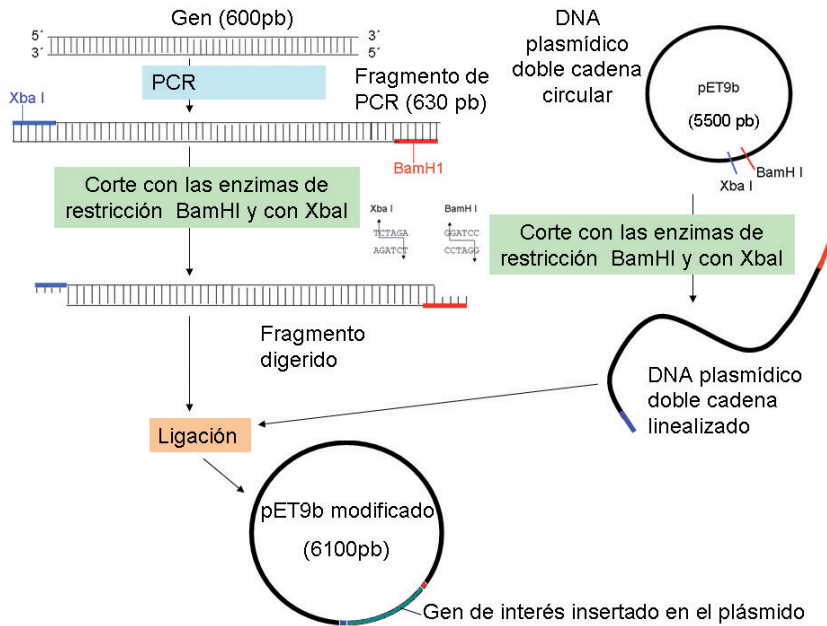 Gen (600pb)
5´ 3´
3´ 5´
PCR
Fragmento de
PCR (630 pb)
Xba I
BamH1
Corte con las enzimas de
restricción BamHI y con XbaI
Xba I
TCTAGA
AGATCT
BamH I
GGATCC
CCTAGG
Fragmento
digerido
DNA
plasmídico
doble cadena
circular
pET9b
(5500 pb)
BamH I
Xba I
Corte con las enzimas de
restricción BamHI y con XbaI
DNA plasmídico
doble cadena
linealizado
Ligación
pET9b modificado
(6100pb)
Gen de interés insertado en el plásmido